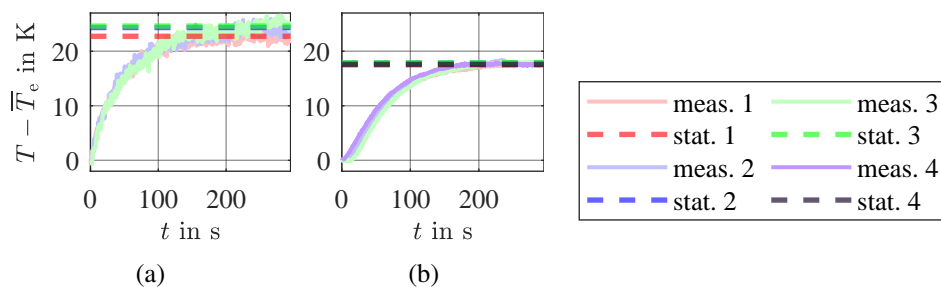 T − T̅ₑ in K
20
10
0
0 100 200
t in s
(a)
20
10
0
0 100 200
t in s
(b)
meas. 1 meas. 3
stat. 1 stat. 3
meas. 2 meas. 4
stat. 2 stat. 4